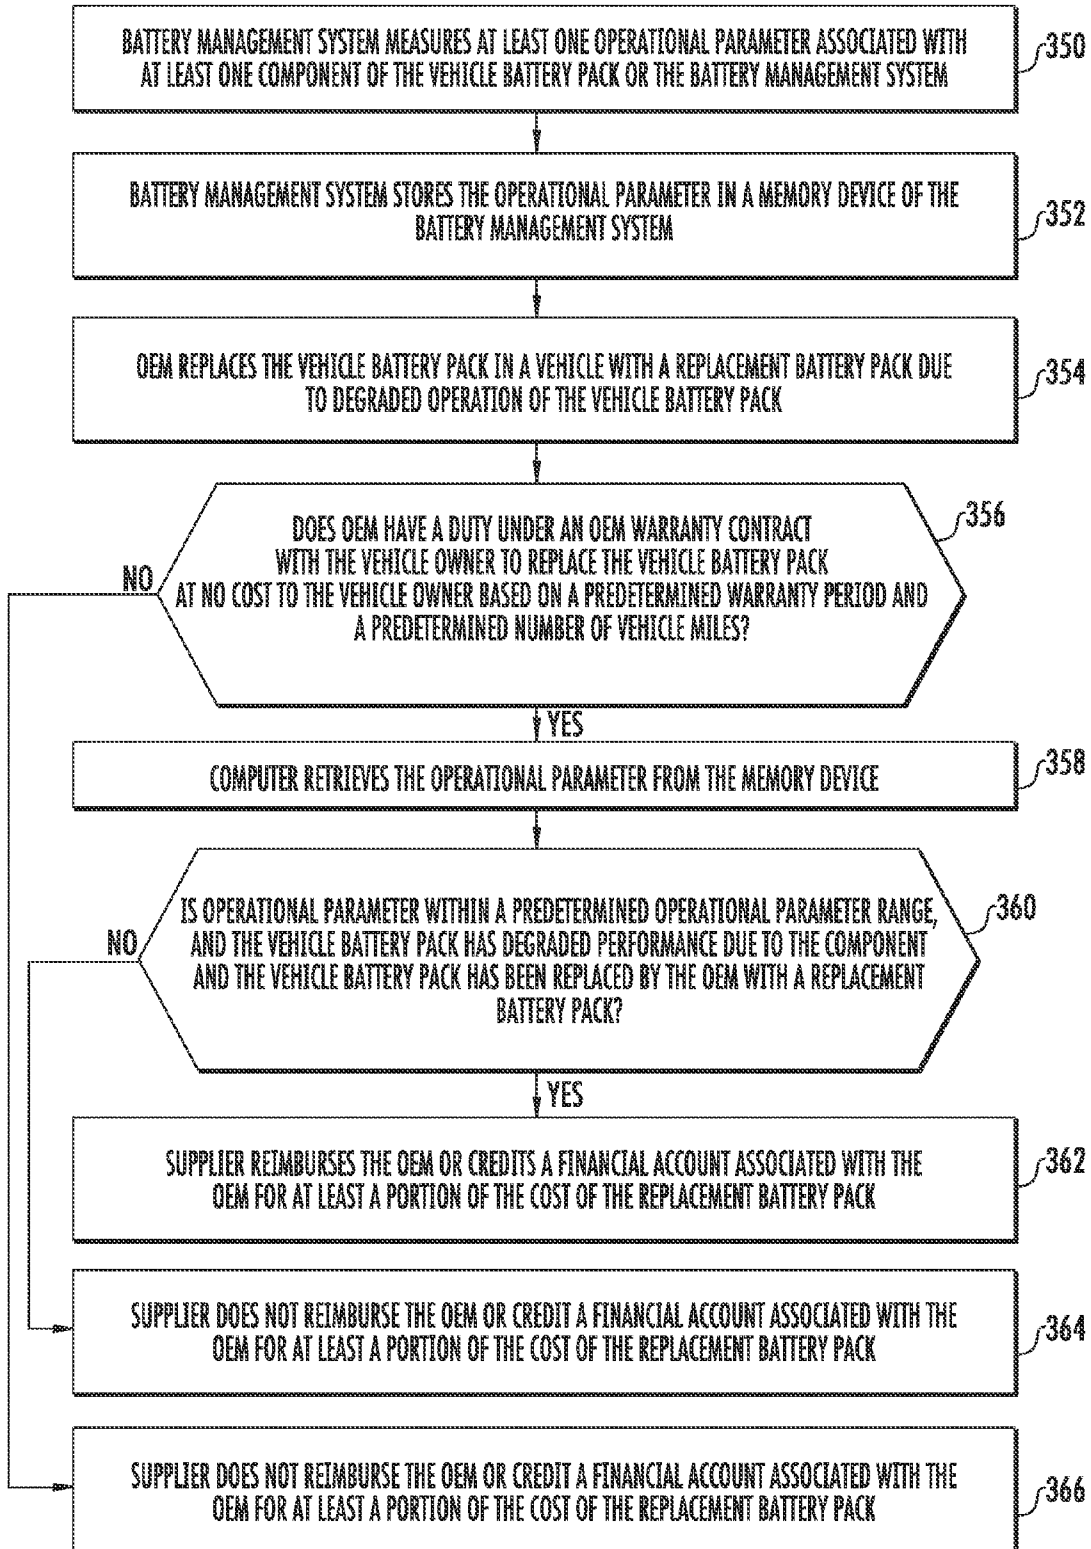 BATTERY MANAGEMENT SYSTEM MEASURES AT LEAST ONE OPERATIONAL PARAMETER ASSOCIATED WITH
AT LEAST ONE COMPONENT OF THE VEHICLE BATTERY PACK OR THE BATTERY MANAGEMENT SYSTEM
350
BATTERY MANAGEMENT SYSTEM STORES THE OPERATIONAL PARAMETER IN A MEMORY DEVICE OF THE
BATTERY MANAGEMENT SYSTEM
352
OEM REPLACES THE VEHICLE BATTERY PACK IN A VEHICLE WITH A REPLACEMENT BATTERY PACK DUE
TO DEGRADED OPERATION OF THE VEHICLE BATTERY PACK
354
DOES OEM HAVE A DUTY UNDER AN OEM WARRANTY CONTRACT
WITH THE VEHICLE OWNER TO REPLACE THE VEHICLE BATTERY PACK
AT NO COST TO THE VEHICLE OWNER BASED ON A PREDETERMINED WARRANTY PERIOD AND
A PREDETERMINED NUMBER OF VEHICLE MILES?
356
NO
YES
COMPUTER RETRIEVES THE OPERATIONAL PARAMETER FROM THE MEMORY DEVICE
358
IS OPERATIONAL PARAMETER WITHIN A PREDETERMINED OPERATIONAL PARAMETER RANGE,
AND THE VEHICLE BATTERY PACK HAS DEGRADED PERFORMANCE DUE TO THE COMPONENT
AND THE VEHICLE BATTERY PACK HAS BEEN REPLACED BY THE OEM WITH A REPLACEMENT
BATTERY PACK?
360
NO
YES
SUPPLIER REIMBURSES THE OEM OR CREDITS A FINANCIAL ACCOUNT ASSOCIATED WITH THE
OEM FOR AT LEAST A PORTION OF THE COST OF THE REPLACEMENT BATTERY PACK
362
SUPPLIER DOES NOT REIMBURSE THE OEM OR CREDIT A FINANCIAL ACCOUNT ASSOCIATED WITH THE
OEM FOR AT LEAST A PORTION OF THE COST OF THE REPLACEMENT BATTERY PACK
364
SUPPLIER DOES NOT REIMBURSE THE OEM OR CREDIT A FINANCIAL ACCOUNT ASSOCIATED WITH THE
OEM FOR AT LEAST A PORTION OF THE COST OF THE REPLACEMENT BATTERY PACK
366